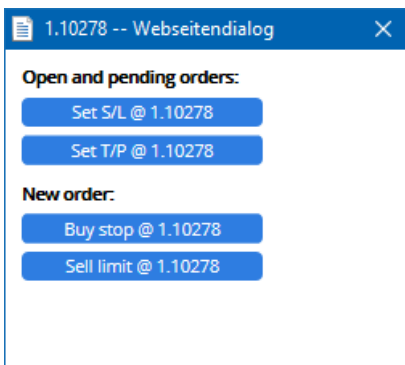 1.10278 -- Webseitendialog
Open and pending orders:
Set S/L @ 1.10278
Set T/P @ 1.10278
New order:
Buy stop @ 1.10278
Sell limit @ 1.10278